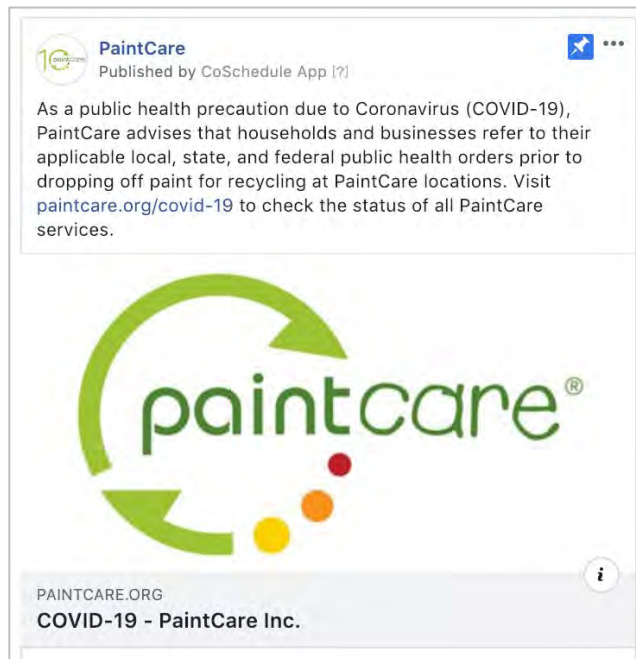 10 paintcare
PaintCare
Published by CoSchedule App [?]
As a public health precaution due to Coronavirus (COVID-19),
PaintCare advises that households and businesses refer to their
applicable local, state, and federal public health orders prior to
dropping off paint for recycling at PaintCare locations. Visit
paintcare.org/covid-19 to check the status of all PaintCare
services.
paintcare®
i
PAINTCARE.ORG
COVID-19 - PaintCare Inc.